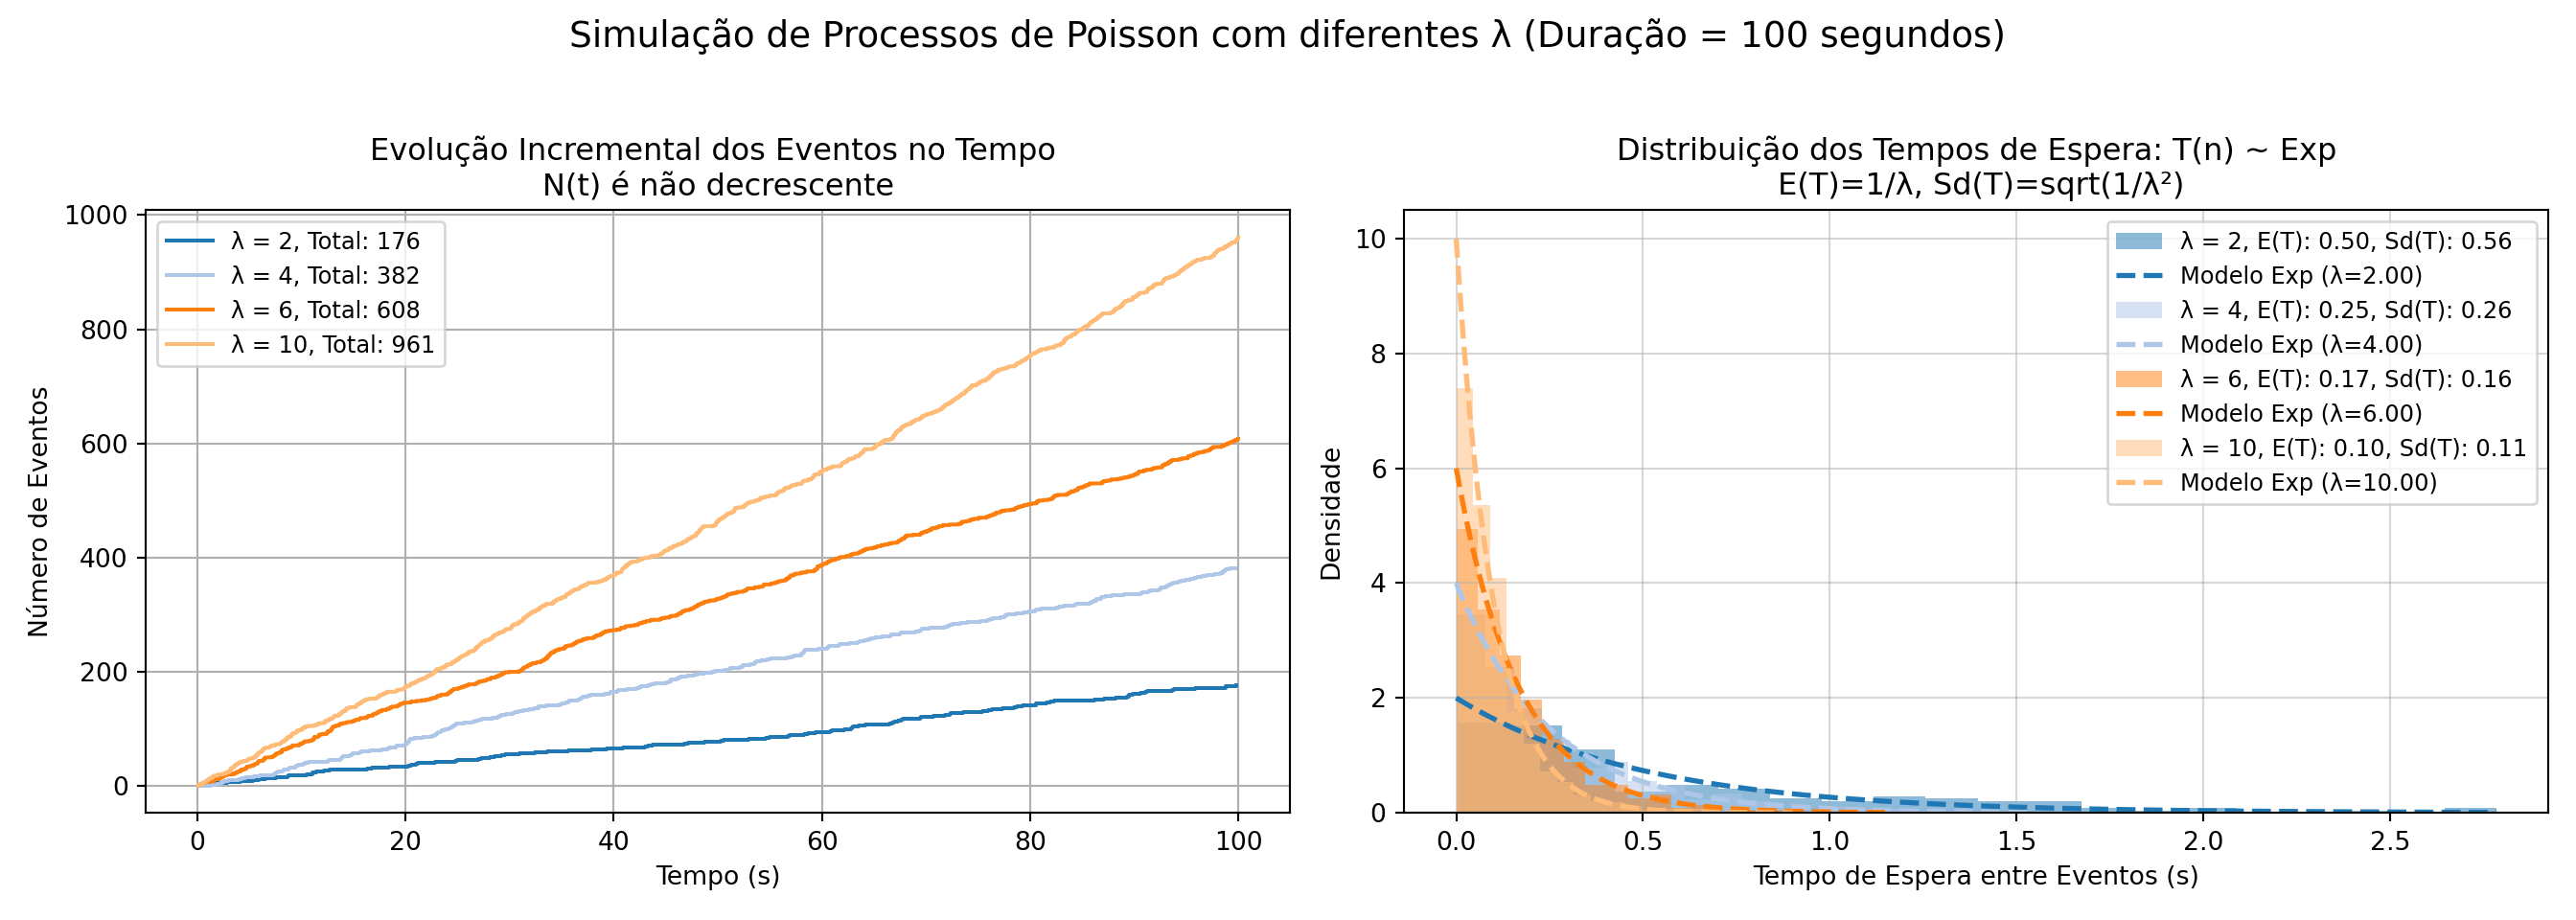 Simulação de Processos de Poisson com diferentes λ (Duração = 100 segundos)
Evolução Incremental dos Eventos no Tempo
N(t) é não decrescente
1000
800
600
400
200
0
Número de Eventos
λ = 2, Total: 176
λ = 4, Total: 382
λ = 6, Total: 608
λ = 10, Total: 961
0 20 40 60 80 100
Tempo (s)
Distribuição dos Tempos de Espera: T(n) ~ Exp
E(T)=1/λ, Sd(T)=sqrt(1/λ²)
10
8
6
4
2
0
Densidade
λ = 2, E(T): 0.50, Sd(T): 0.56
Modelo Exp (λ=2.00)
λ = 4, E(T): 0.25, Sd(T): 0.26
Modelo Exp (λ=4.00)
λ = 6, E(T): 0.17, Sd(T): 0.16
Modelo Exp (λ=6.00)
λ = 10, E(T): 0.10, Sd(T): 0.11
Modelo Exp (λ=10.00)
0.0 0.5 1.0 1.5 2.0 2.5
Tempo de Espera entre Eventos (s)